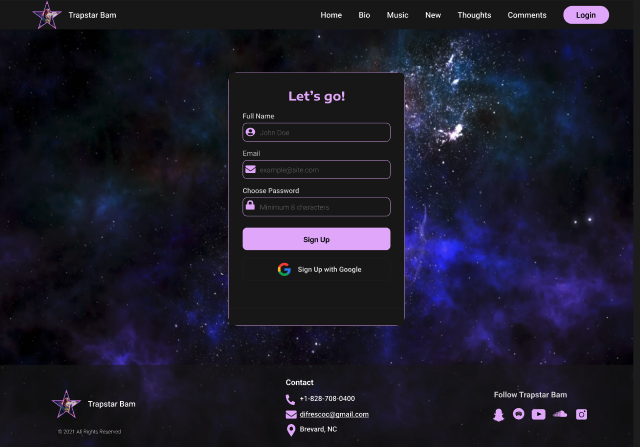 Trapstar Bam
Home Bio Music New Thoughts Comments Login
Let's go!
Full Name
John Doe
Email
example@site.com
Choose Password
Minimum 8 characters
Sign Up
Sign Up with Google
Trapstar Bam
© 2021 All Rights Reserved
Contact
+1-828-708-0400
difrescoc@gmail.com
Brevard, NC
Follow Trapstar Bam